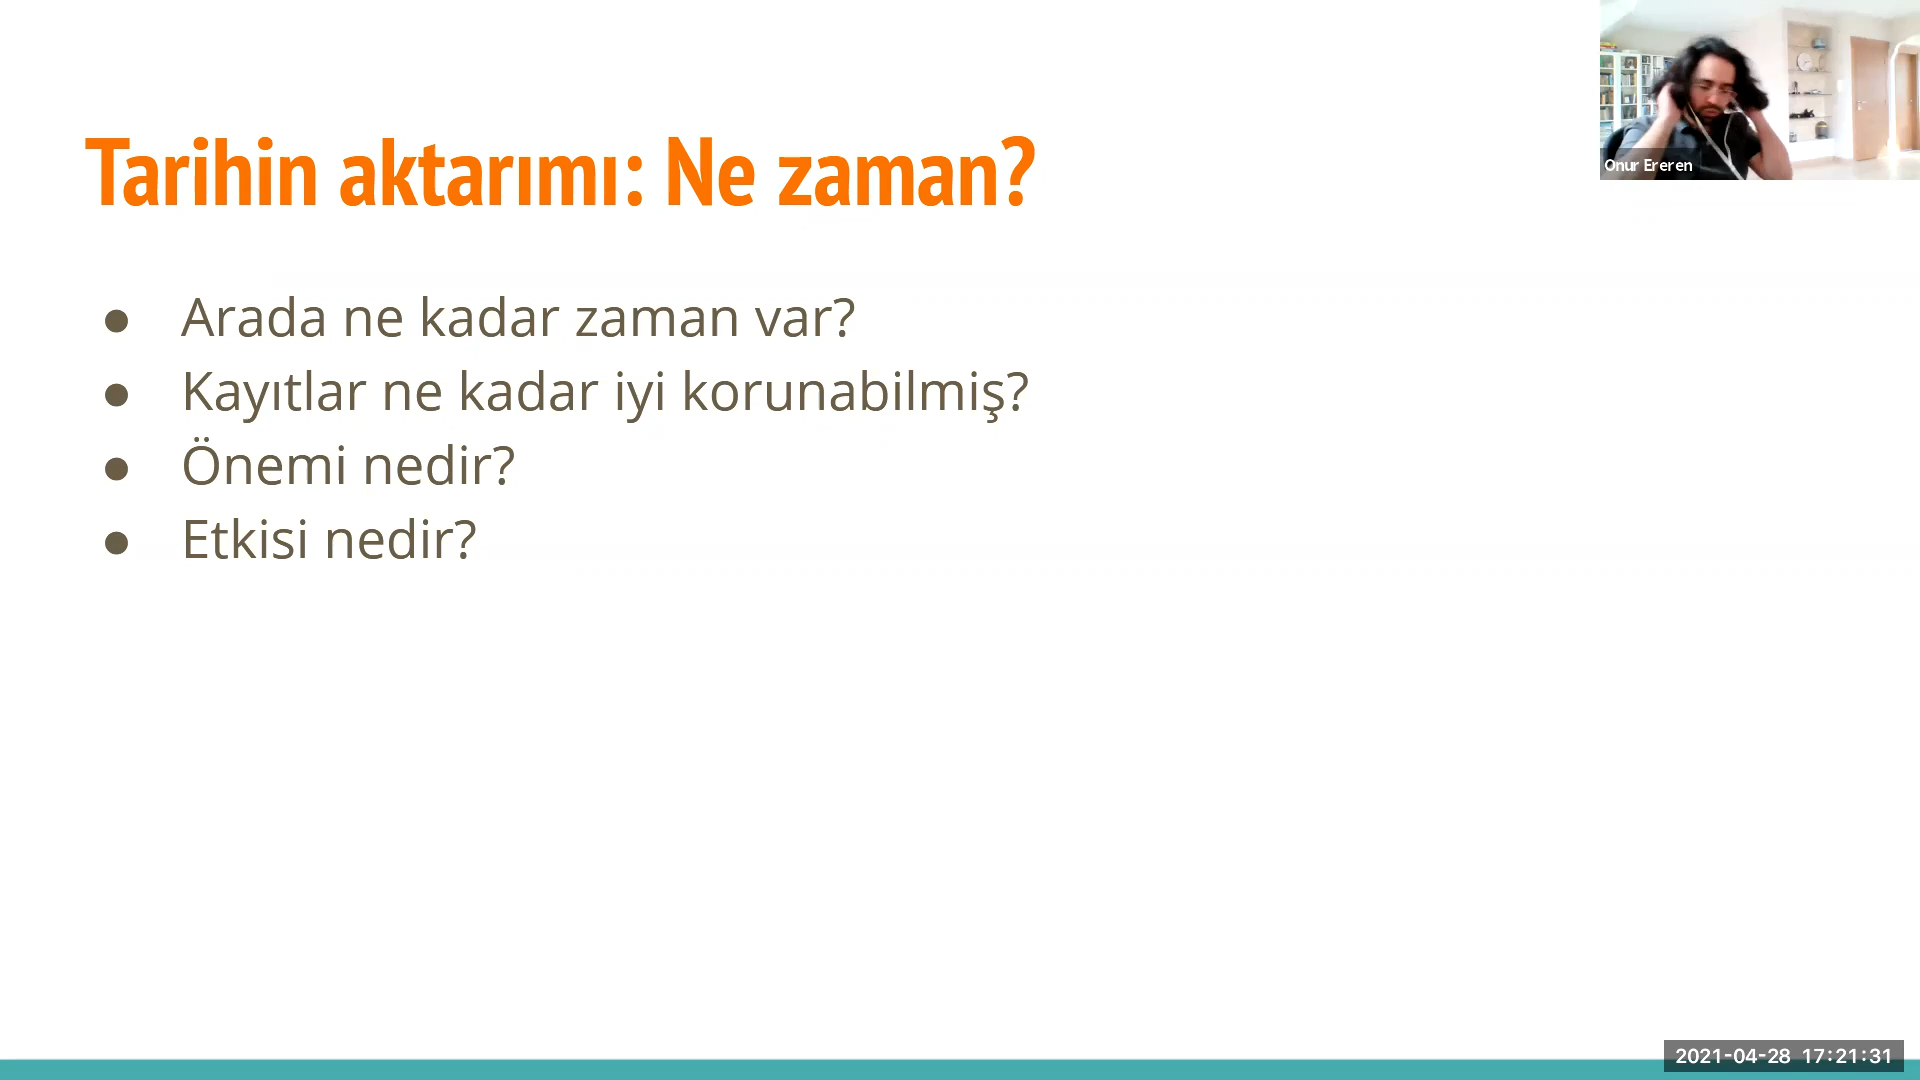 Tarihin aktarımı: Ne zaman?
Onur Ereren
● Arada ne kadar zaman var?
● Kayıtlar ne kadar iyi korunabilmiş?
● Önemi nedir?
● Etkisi nedir?
2021-04-28 17:21:31